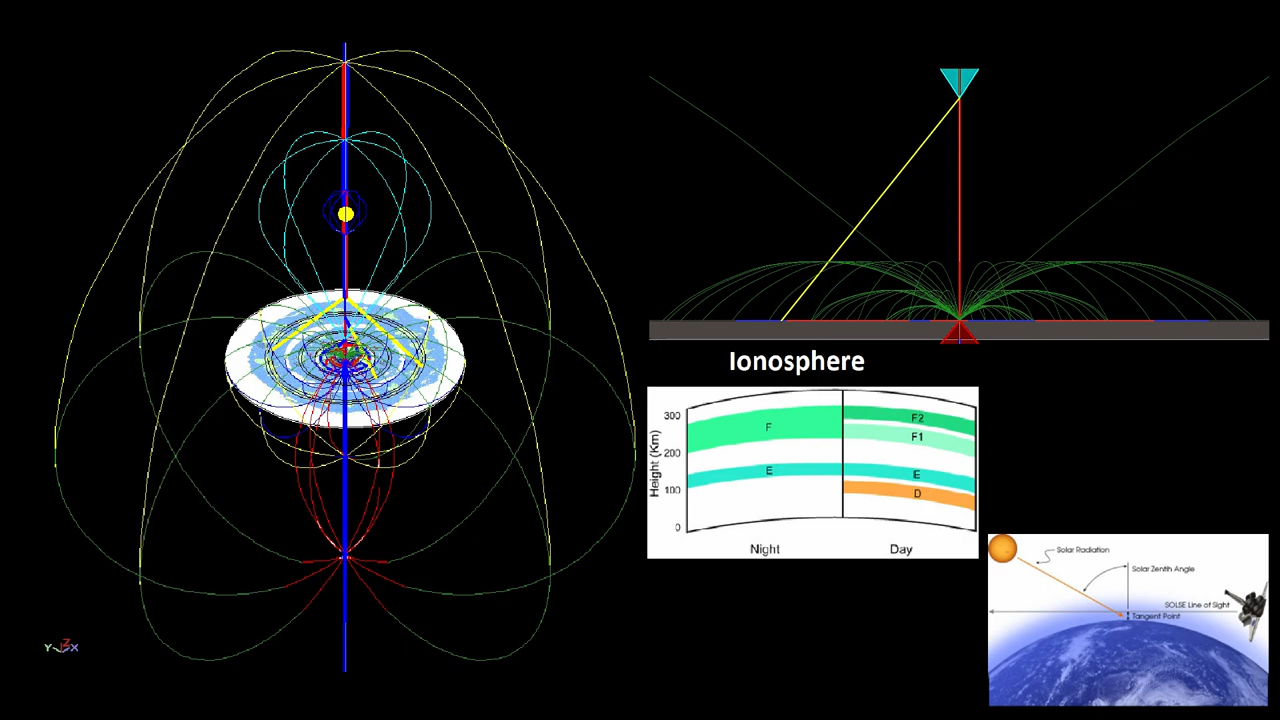 Ionosphere
300
200
100
0
Height (Km)
F
E
F2
F1
E
D
Night
Day
Solar Radiation
Solar Zenith Angle
SOLSE Line of Sight
Tangent Point
Y
Z
X